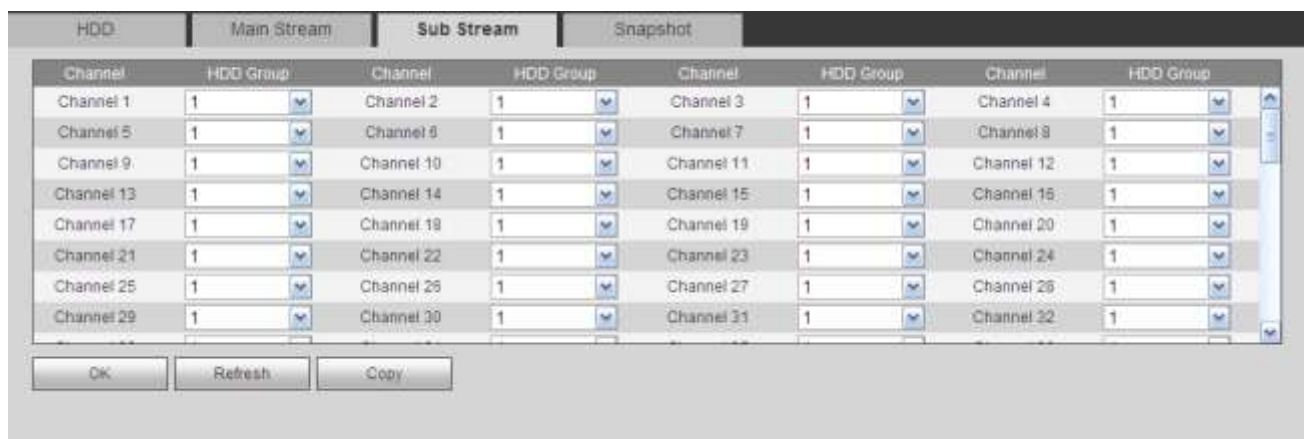 HDD Main Stream Sub Stream Snapshot
Channel HDD Group Channel HDD Group Channel HDD Group Channel HDD Group
Channel 1 1 Channel 2 1 Channel 3 1 Channel 4 1
Channel 5 1 Channel 6 1 Channel 7 1 Channel 8 1
Channel 9 1 Channel 10 1 Channel 11 1 Channel 12 1
Channel 13 1 Channel 14 1 Channel 15 1 Channel 16 1
Channel 17 1 Channel 18 1 Channel 19 1 Channel 20 1
Channel 21 1 Channel 22 1 Channel 23 1 Channel 24 1
Channel 25 1 Channel 26 1 Channel 27 1 Channel 28 1
Channel 29 1 Channel 30 1 Channel 31 1 Channel 32 1
OK Refresh Copy